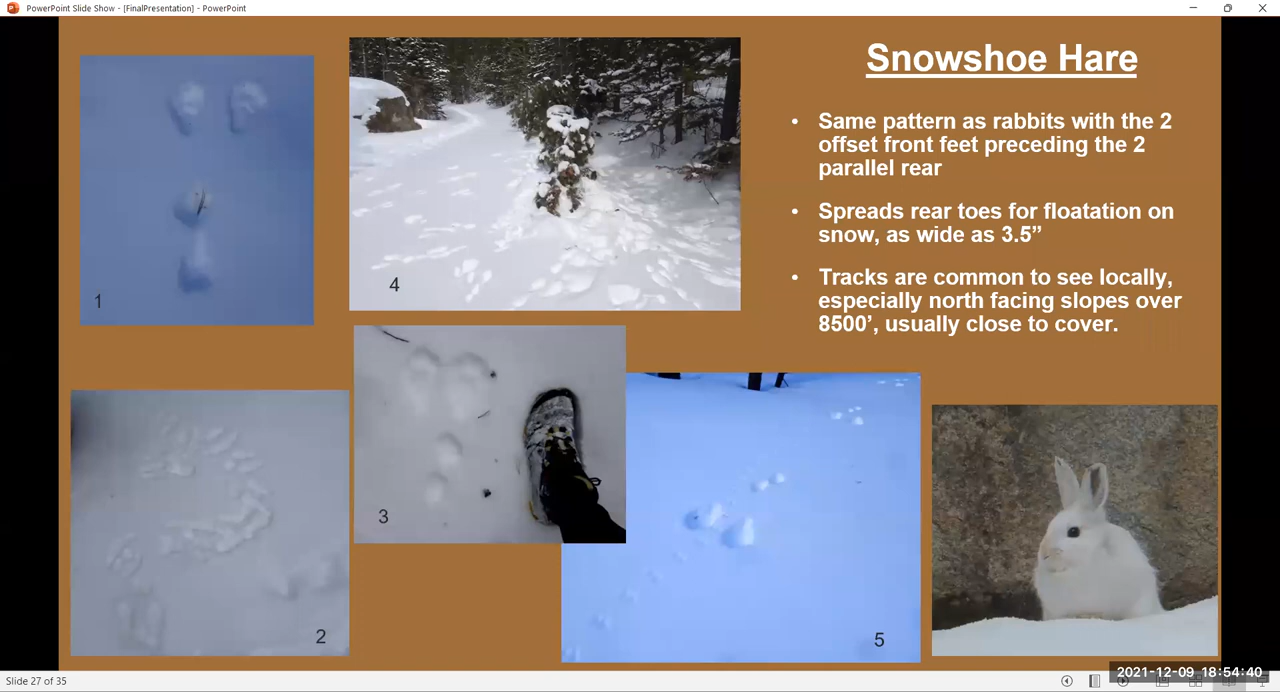 PowerPoint Slide Show - [FinalPresentation] - PowerPoint
Snowshoe Hare
• Same pattern as rabbits with the 2
offset front feet preceding the 2
parallel rear
• Spreads rear toes for floatation on
snow, as wide as 3.5”
• Tracks are common to see locally,
especially north facing slopes over
8500’, usually close to cover.
1
4
3
2
5
Slide 27 of 35
2021-12-09 18:54:40